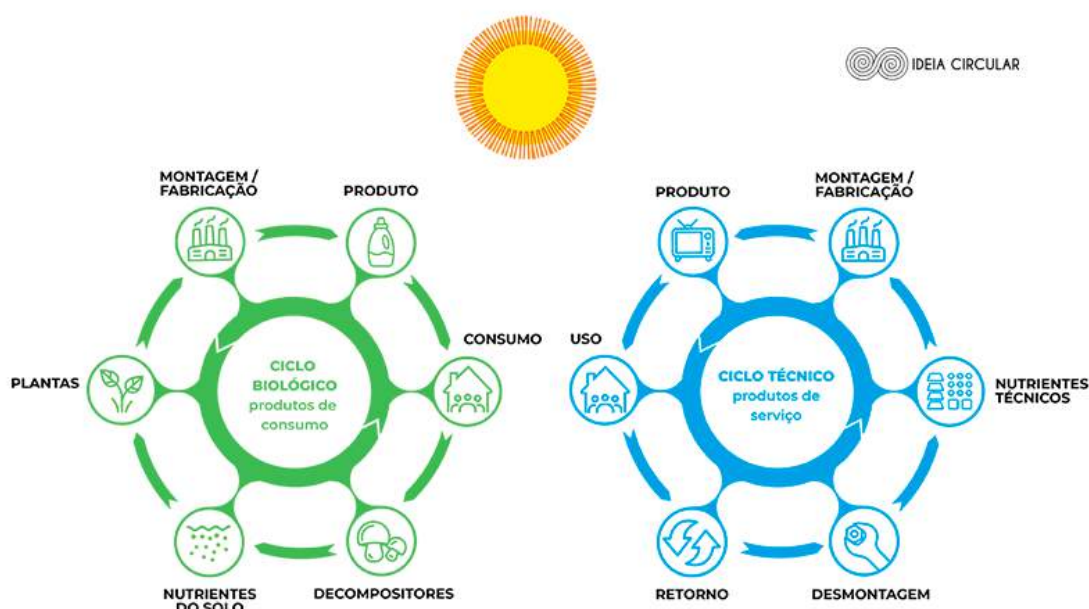 IDEIA CIRCULAR
MONTAGEM /
FABRICAÇÃO
PRODUTO
CONSUMO
DECOMPOSITORES
NUTRIENTES
DO SOLO
PLANTAS
CICLO
BIOLÓGICO
produtos de
consumo
MONTAGEM /
FABRICAÇÃO
PRODUTO
USO
RETORNO
DESMONTAGEM
NUTRIENTES
TÉCNICOS
CICLO TÉCNICO
produtos de
serviço